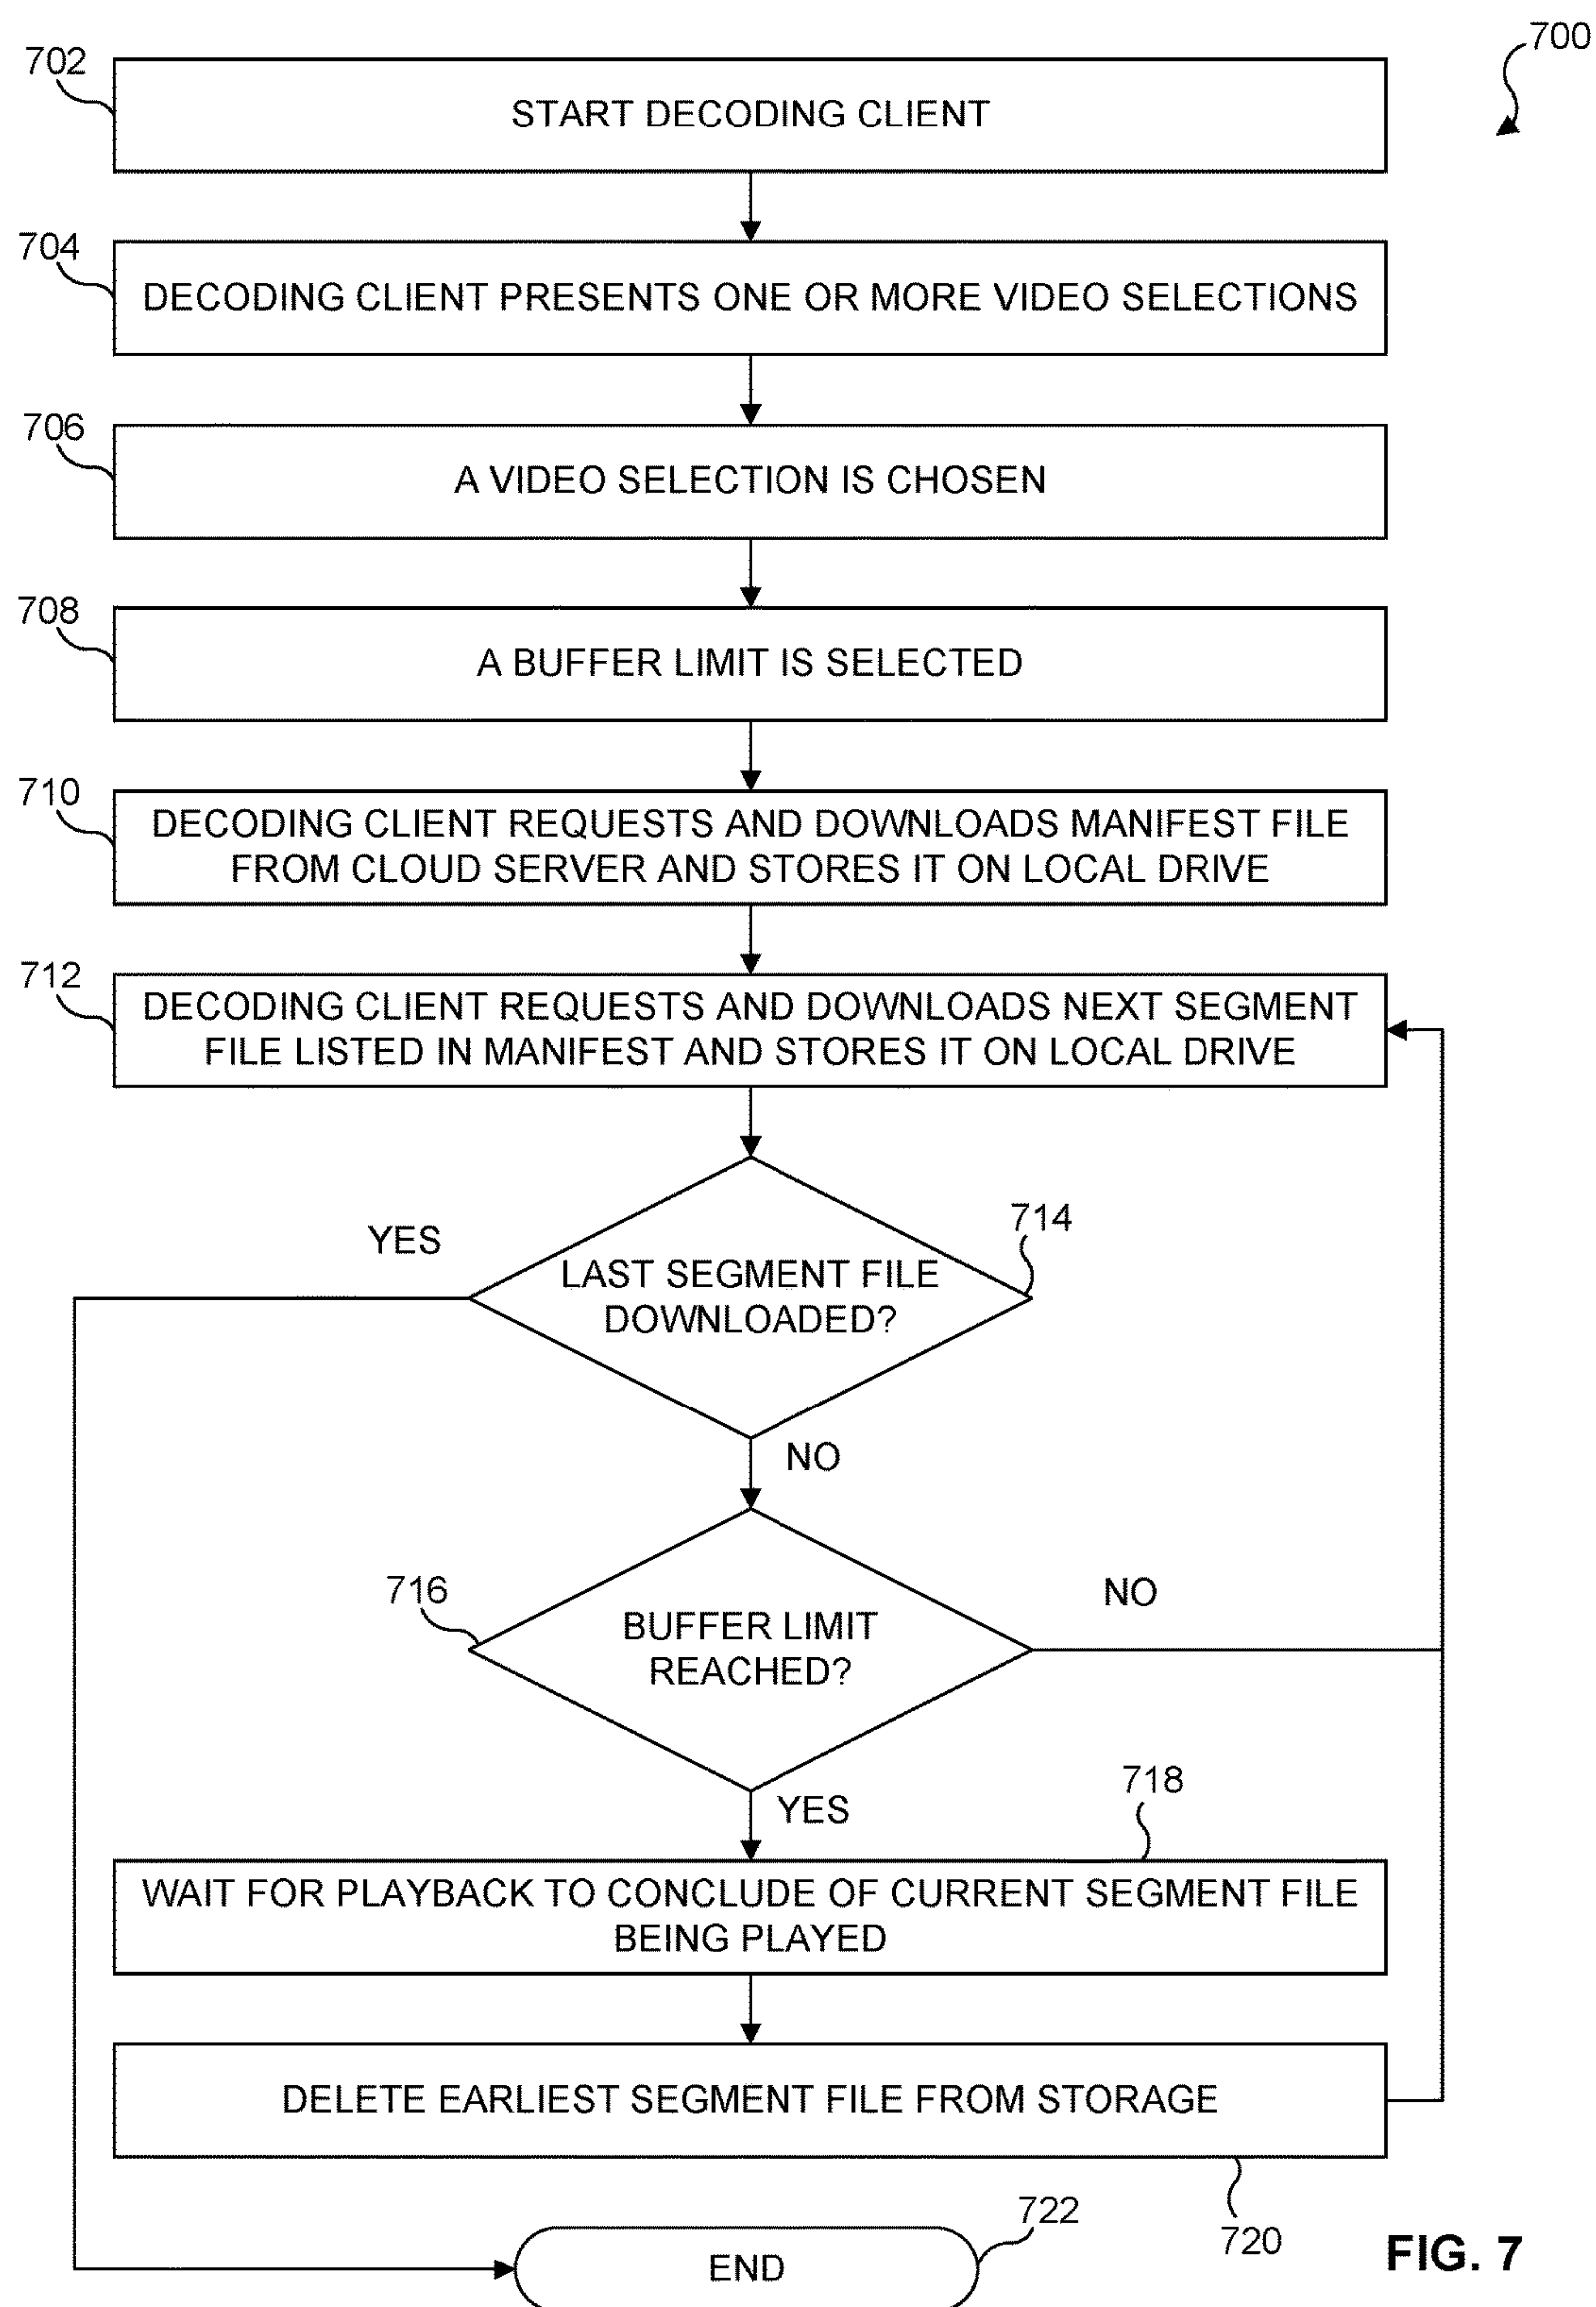 700
702
START DECODING CLIENT
704
DECODING CLIENT PRESENTS ONE OR MORE VIDEO SELECTIONS
706
A VIDEO SELECTION IS CHOSEN
708
A BUFFER LIMIT IS SELECTED
710
DECODING CLIENT REQUESTS AND DOWNLOADS MANIFEST FILE
FROM CLOUD SERVER AND STORES IT ON LOCAL DRIVE
712
DECODING CLIENT REQUESTS AND DOWNLOADS NEXT SEGMENT
FILE LISTED IN MANIFEST AND STORES IT ON LOCAL DRIVE
714
YES
LAST SEGMENT FILE
DOWNLOADED?
NO
716
NO
BUFFER LIMIT
REACHED?
718
YES
WAIT FOR PLAYBACK TO CONCLUDE OF CURRENT SEGMENT FILE
BEING PLAYED
DELETE EARLIEST SEGMENT FILE FROM STORAGE
722
720
END
FIG. 7